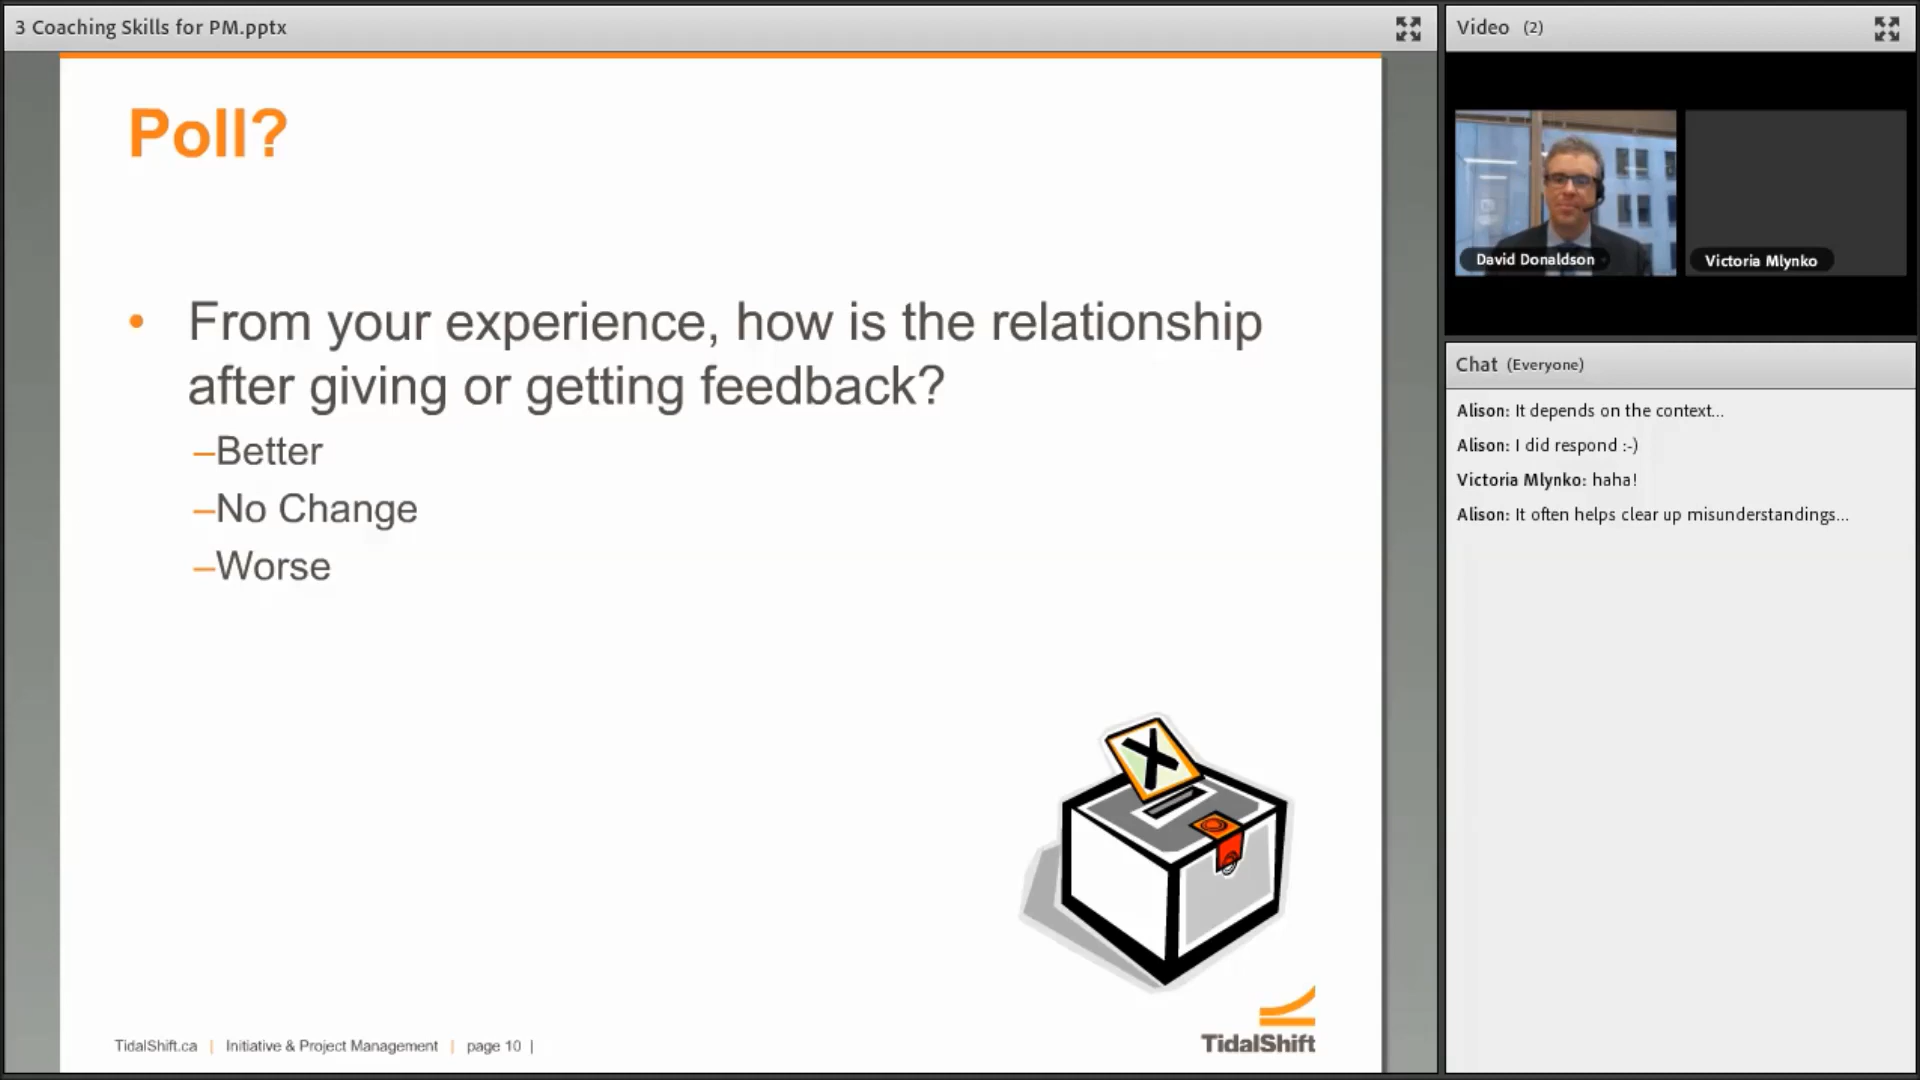 3 Coaching Skills for PM.pptx
Poll?
• From your experience, how is the relationship
after giving or getting feedback?
–Better
–No Change
–Worse
X
TidalShift.ca | Initiative & Project Management | page 10 |
TidalShift
Video (2)
David Donaldson
Victoria Mlynko
Chat (Everyone)
Alison: It depends on the context...
Alison: I did respond :-)
Victoria Mlynko: haha!
Alison: It often helps clear up misunderstandings...